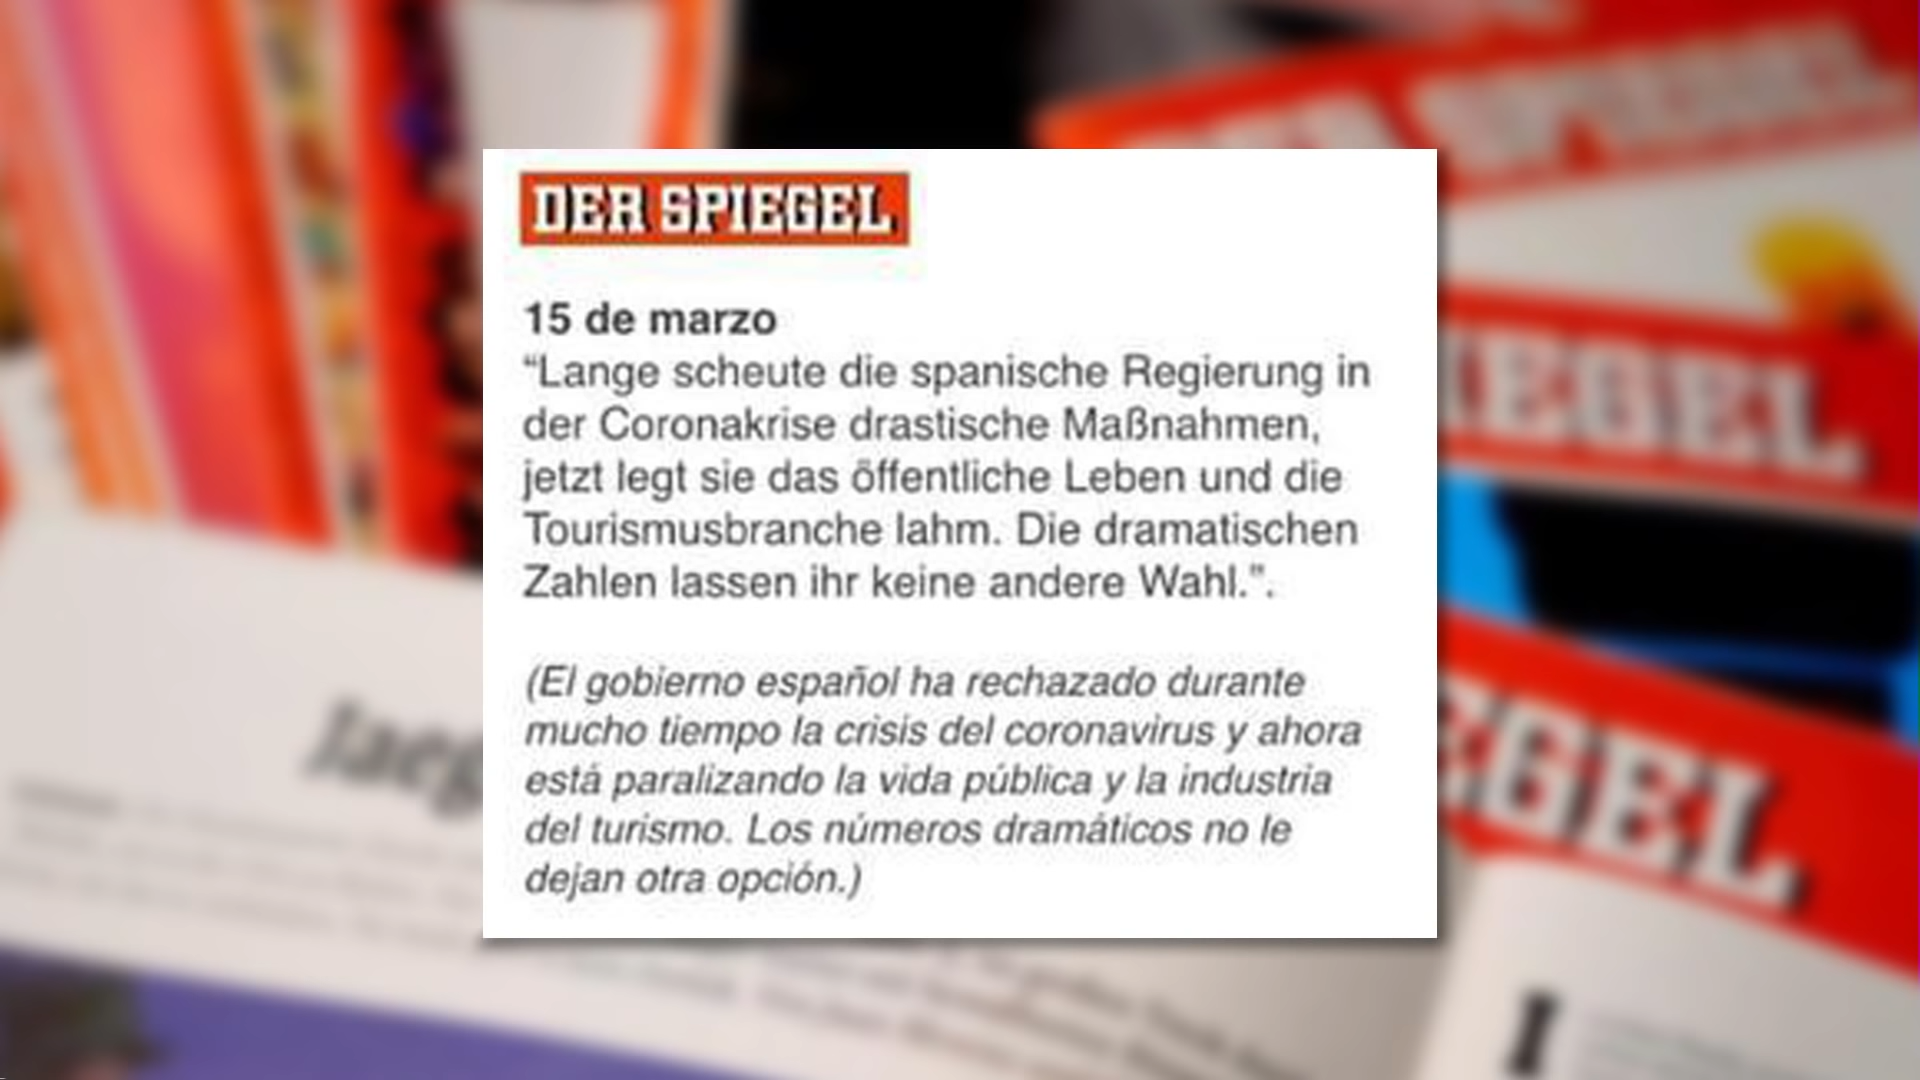 DER SPIEGEL
15 de marzo
“Lange scheute die spanische Regierung in
der Coronakrise drastische Maßnahmen,
jetzt legt sie das öffentliche Leben und die
Tourismusbranche lahm. Die dramatischen
Zahlen lassen ihr keine andere Wahl.”.
(El gobierno español ha rechazado durante
mucho tiempo la crisis del coronavirus y ahora
está paralizando la vida pública y la industria
del turismo. Los números dramáticos no le
dejan otra opción.)
SPIEGEL
IEGEL
EGEL